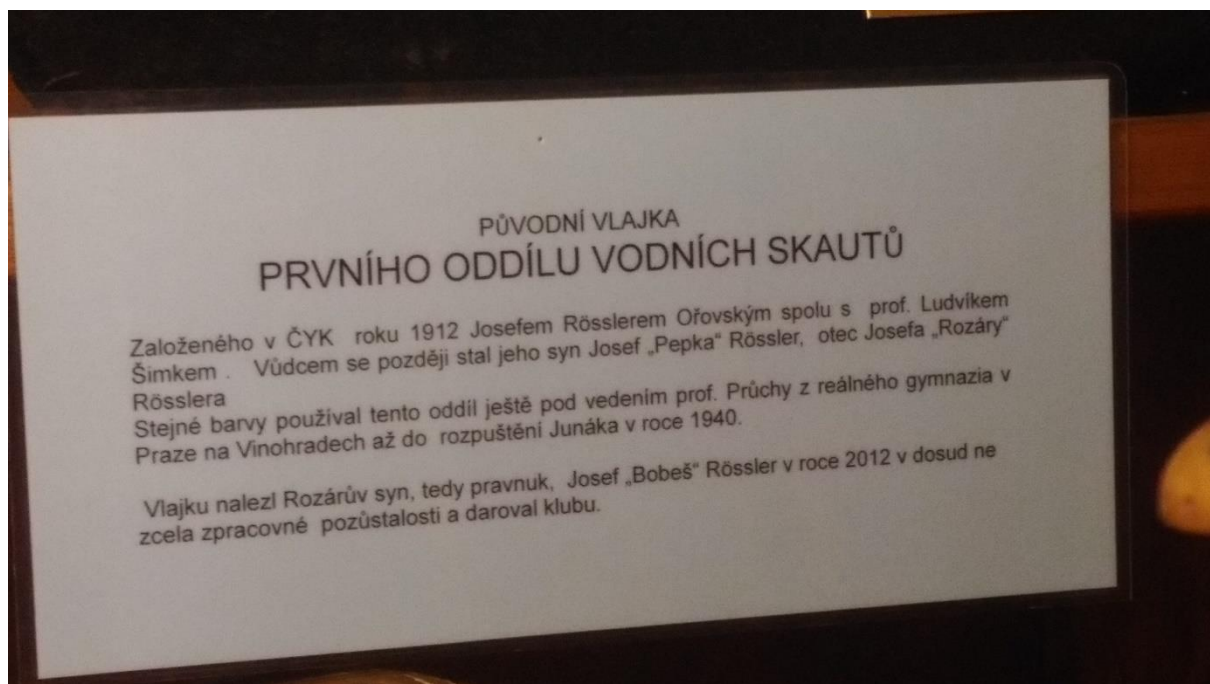 PŮVODNÍ VLAJKA
PRVNÍHO ODDÍLU VODNÍCH SKAUTŮ
Založeného v ČYK roku 1912 Josefem Rösslerem Ořovským spolu s prof. Ludvíkem
Šimkem . Vůdcem se později stal jeho syn Josef „Pepka“ Rössler, otec Josefa „Rozáry“
Rösslera
Stejné barvy používal tento oddíl ještě pod vedením prof. Průchy z reálného gymnazia v
Praze na Vinohradech až do rozpuštění Junáka v roce 1940.
Vlajku nalezl Rozárův syn, tedy pravnuk, Josef „Bobeš“ Rössler v roce 2012 v dosud ne
zcela zpracovné pozůstalosti a daroval klubu.